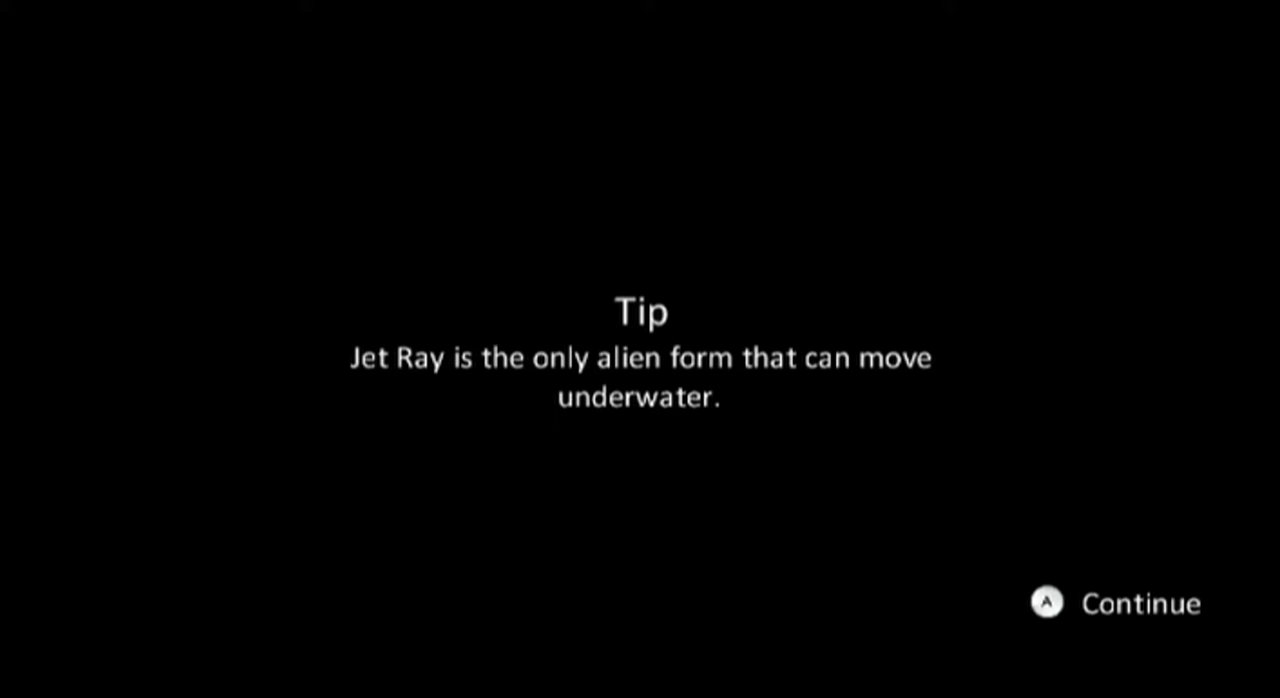 Tip
Jet Ray is the only alien form that can move
underwater.
A Continue